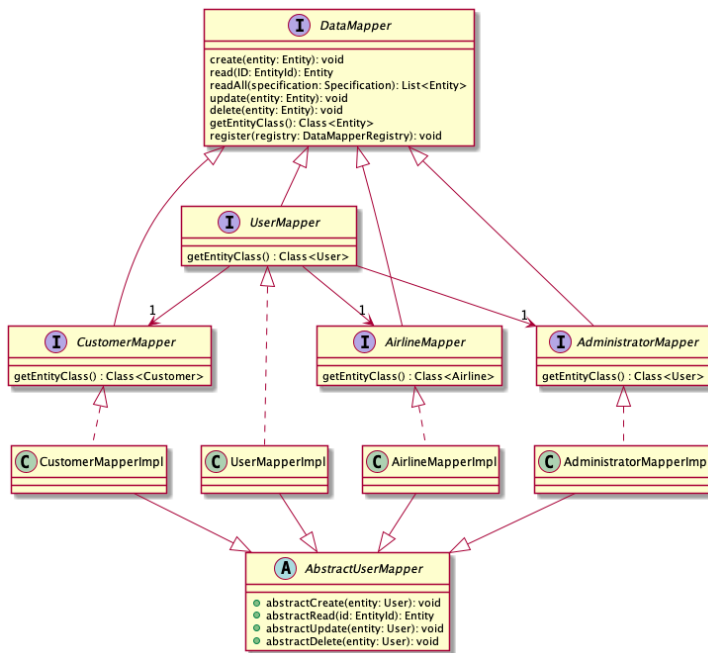 I DataMapper
create(entity: Entity): void
read(ID: EntityId): Entity
readAll(specification: Specification): List<Entity>
update(entity: Entity): void
delete(entity: Entity): void
getEntityClass(): Class<Entity>
register(registry: DataMapperRegistry): void
I UserMapper
getEntityClass() : Class<User>
1
1
1
I CustomerMapper
getEntityClass() : Class<Customer>
I AirlineMapper
getEntityClass() : Class<Airline>
I AdministratorMapper
getEntityClass() : Class<User>
C CustomerMapperImpl
C UserMapperImpl
C AirlineMapperImpl
C AdministratorMapperImpl
A AbstractUserMapper
abstractCreate(entity: User): void
abstractRead(id: EntityId): Entity
abstractUpdate(entity: User): void
abstractDelete(entity: User): void